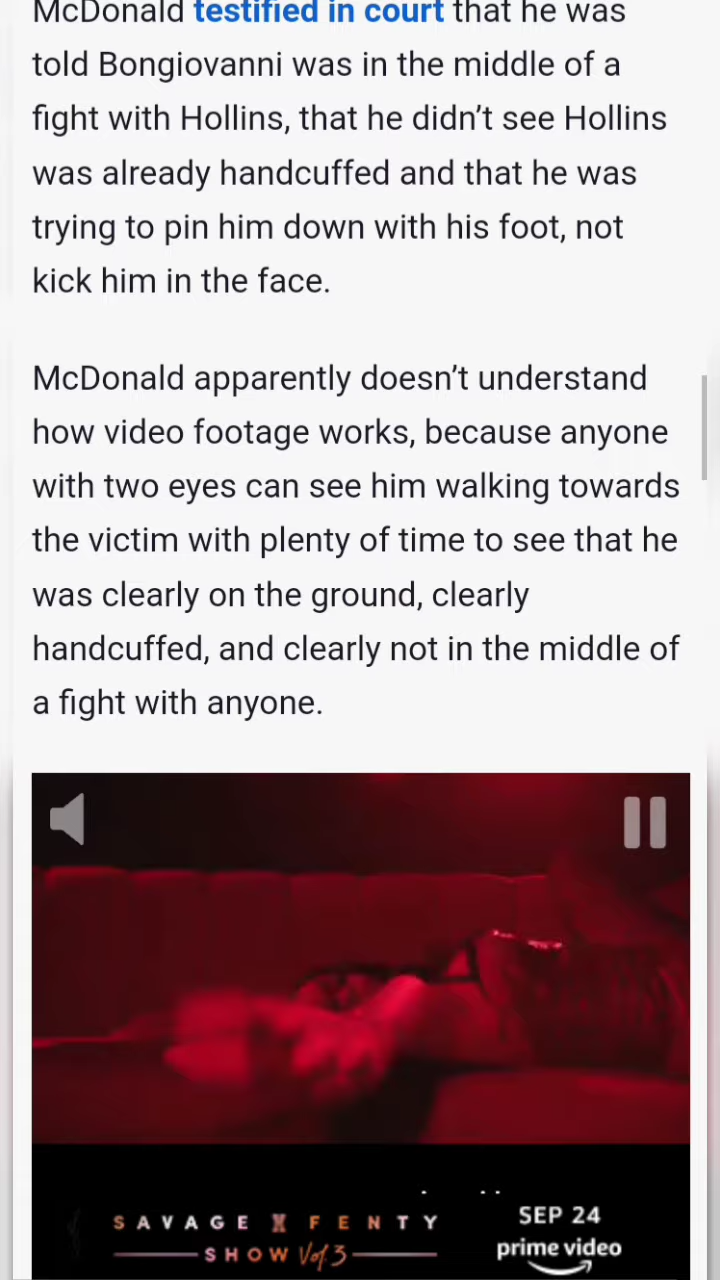 McDonald testified in court that he was
told Bongiovanni was in the middle of a
fight with Hollins, that he didn’t see Hollins
was already handcuffed and that he was
trying to pin him down with his foot, not
kick him in the face.
McDonald apparently doesn’t understand
how video footage works, because anyone
with two eyes can see him walking towards
the victim with plenty of time to see that he
was clearly on the ground, clearly
handcuffed, and clearly not in the middle of
a fight with anyone.
SAVAGE X FENTY
SHOW Vol.3
SEP 24
prime video